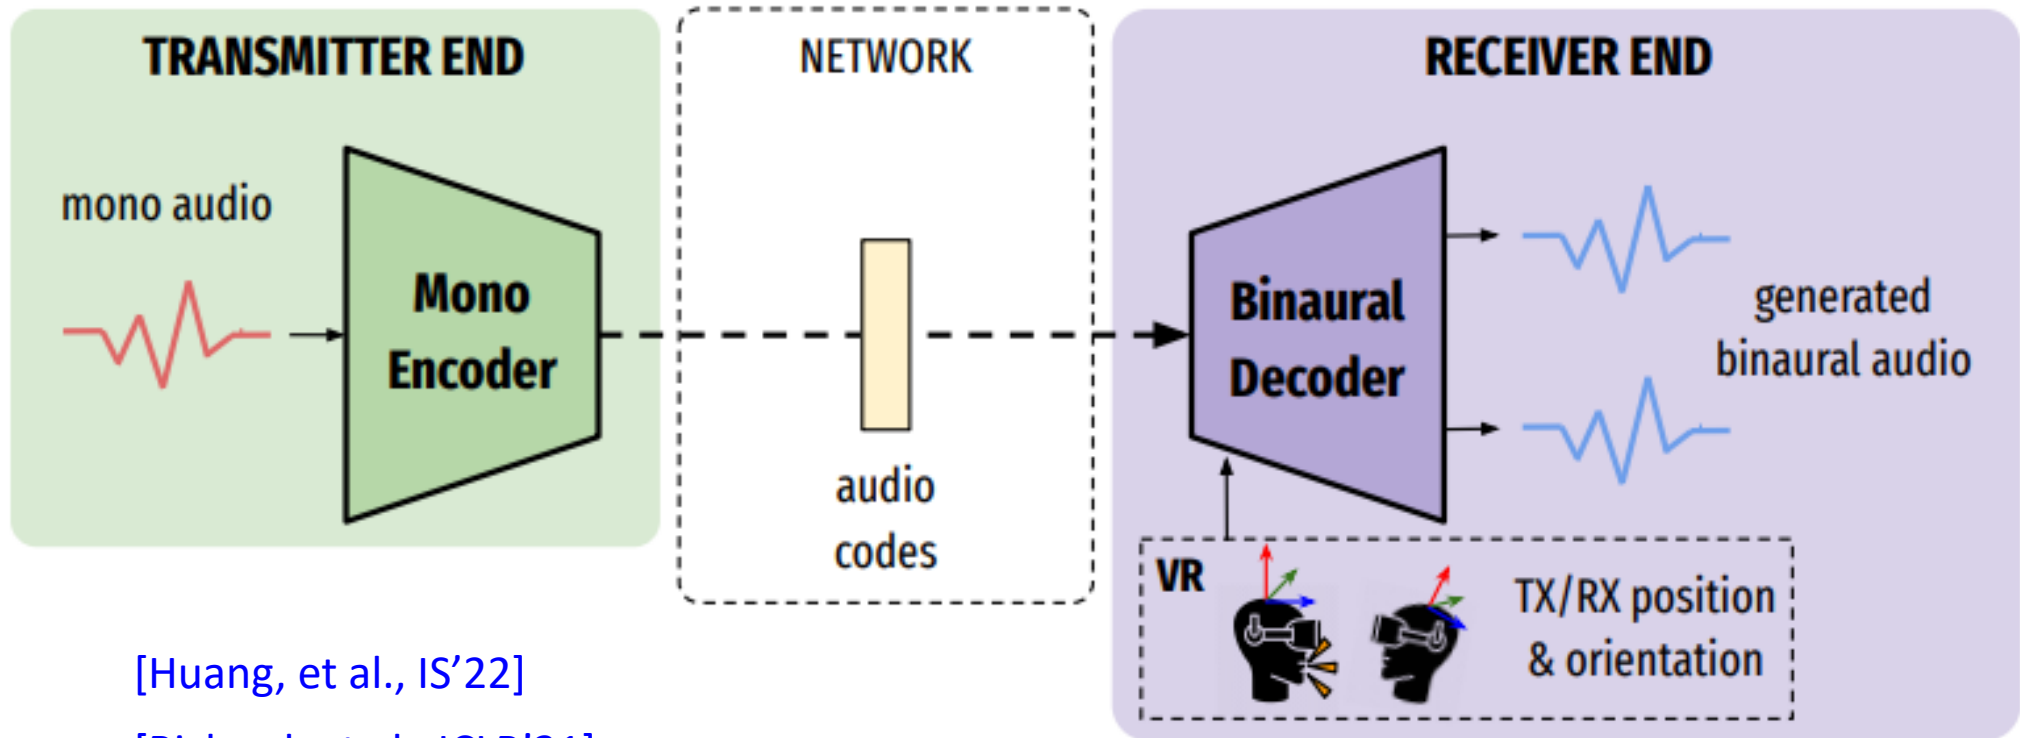 TRANSMITTER END
mono audio
Mono
Encoder
NETWORK
audio
codes
RECEIVER END
Binaural
Decoder
generated
binaural audio
VR
TX/RX position
& orientation
[Huang, et al., IS’22]